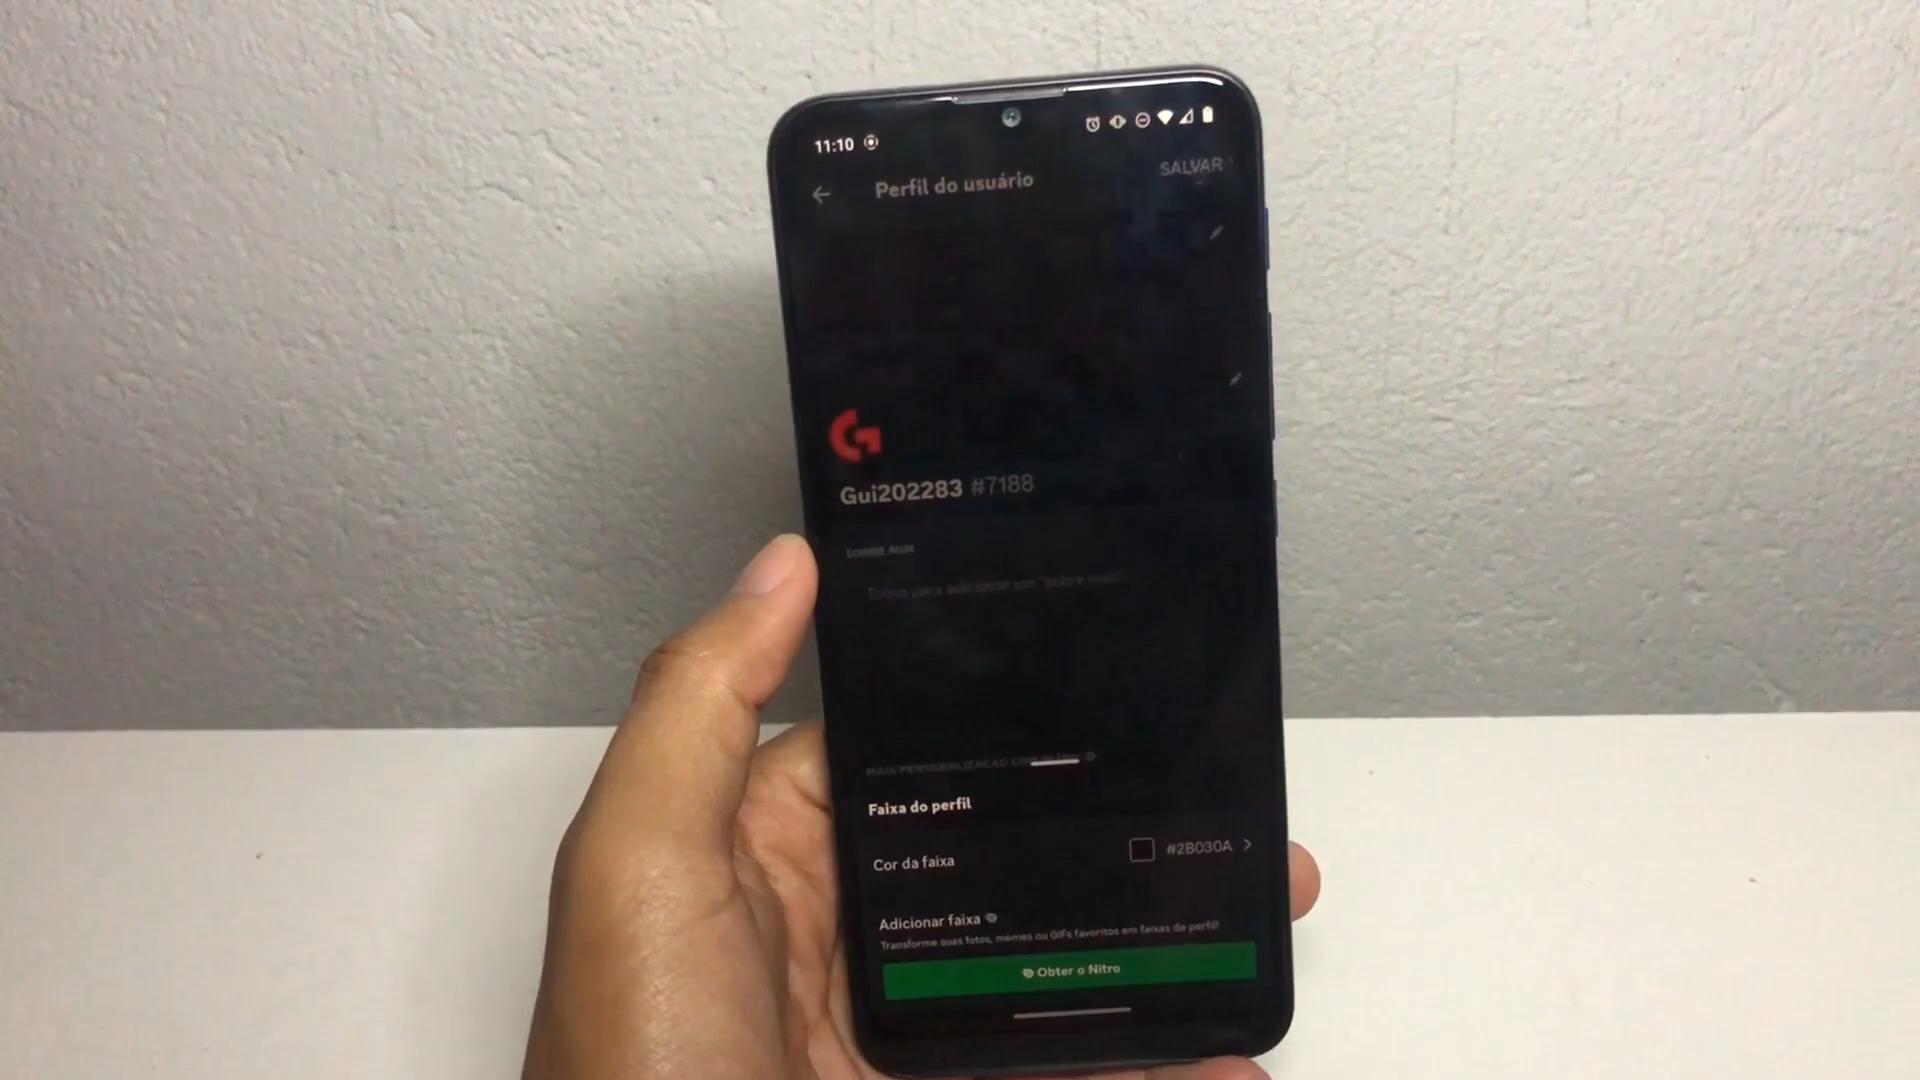 11:10
Perfil do usuário
SALVAR
Gui202283 #7188
SOBRE MIM
Toque para adicionar um "sobre mim"
MAIS PERSONALIZAÇÃO
Faixa do perfil
Cor da faixa
#2B030A
Adicionar faixa
Transforme suas fotos, memes ou GIFs favoritos em faixas de perfil
Obter o Nitro